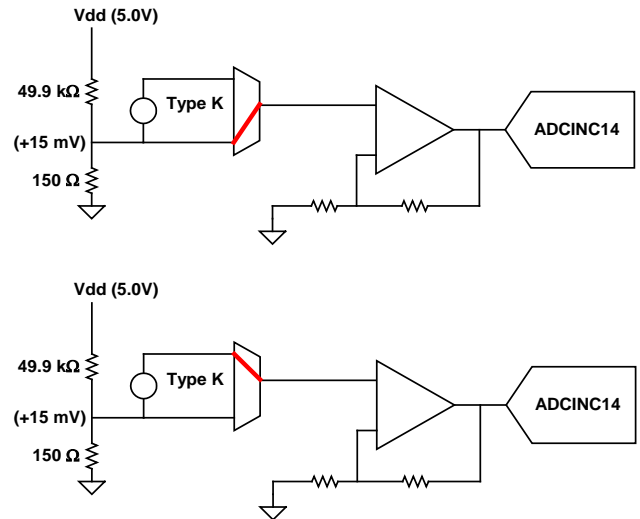 Vdd (5.0V)
49.9 kΩ
Type K
(+15 mV)
ADCINC14
150 Ω
Vdd (5.0V)
49.9 kΩ
Type K
(+15 mV)
ADCINC14
150 Ω